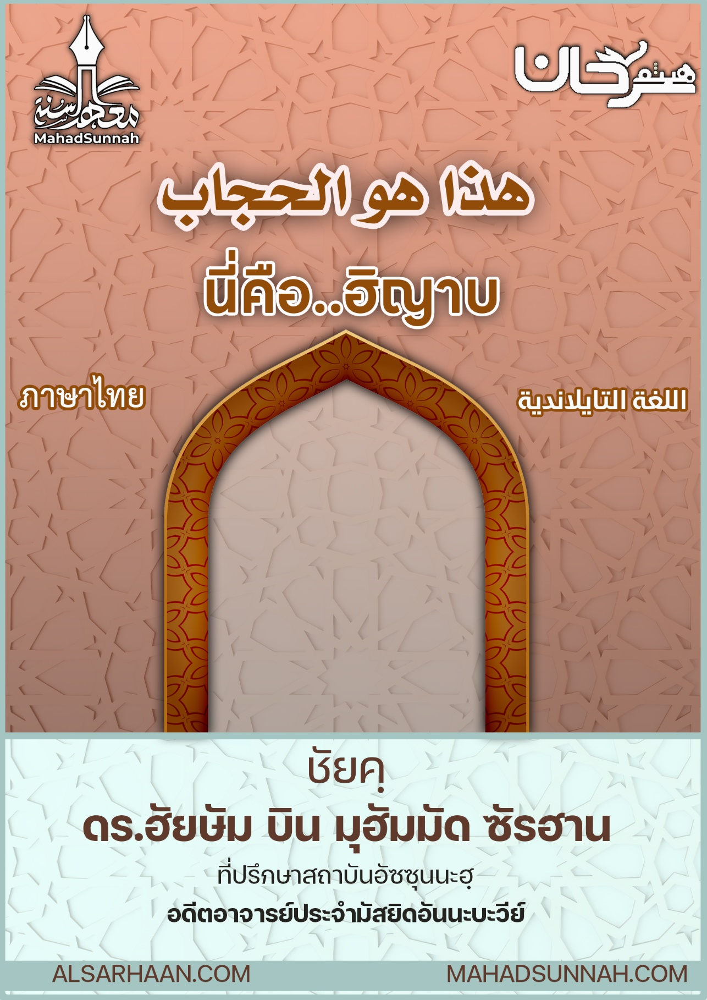 معهد السنة
MahadSunnah
هيثم سرحان
هذا هو الحجاب
นี่คือ..ฮิญาบ
ภาษาไทย
اللغة التايلاندية
ชัยคฺ
ดร.ฮัยษัม บิน มุฮัมมัด ซัรฮาน
ที่ปรึกษาสถาบันอัซซุนนะฮฺ
อดีตอาจารย์ประจำมัสยิดอันนะบะวีย์
ALSARHAAN.COM
MAHADSUNNAH.COM